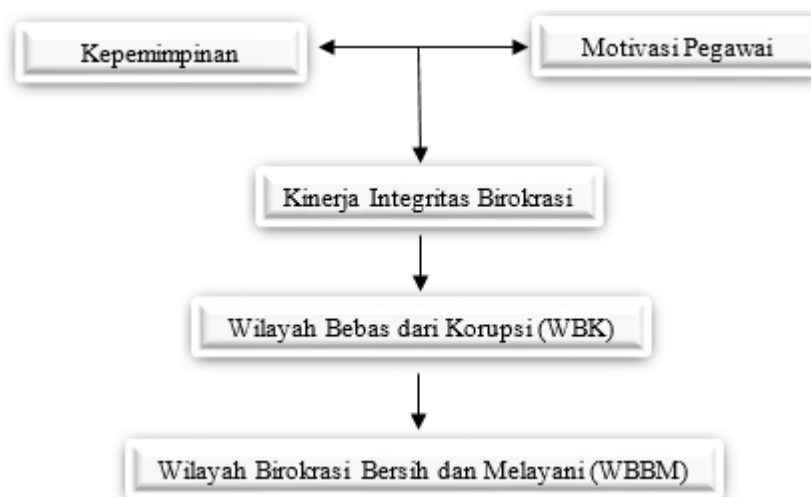 Kepemimpinan
Motivasi Pegawai
Kinerja Integritas Birokrasi
Wilayah Bebas dari Korupsi (WBK)
Wilayah Birokrasi Bersih dan Melayani (WBBM)